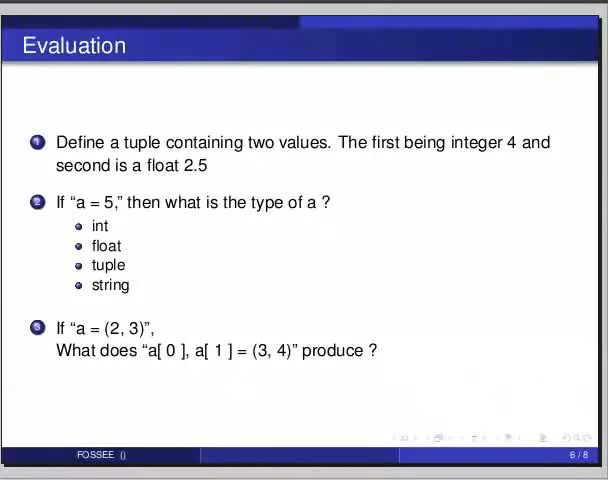 Evaluation
1 Define a tuple containing two values. The first being integer 4 and
second is a float 2.5
2 If “a = 5,” then what is the type of a ?
int
float
tuple
string
3 If “a = (2, 3)”,
What does “a[ 0 ], a[ 1 ] = (3, 4)” produce ?
FOSSEE () 6 / 8